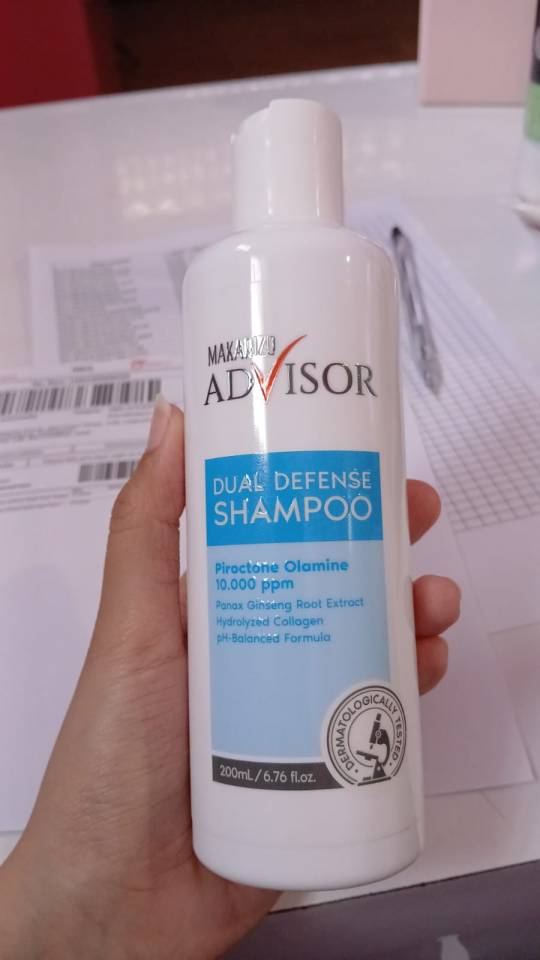 MAKARIZO
ADVISOR
DUAL DEFENSE
SHAMPOO
Piroctone Olamine
10.000 ppm
Panax Ginseng Root Extract
Hydrolyzed Collagen
pH-Balanced Formula
DERMATOLOGICALLY TESTED
200mL/6.76 fl.oz.